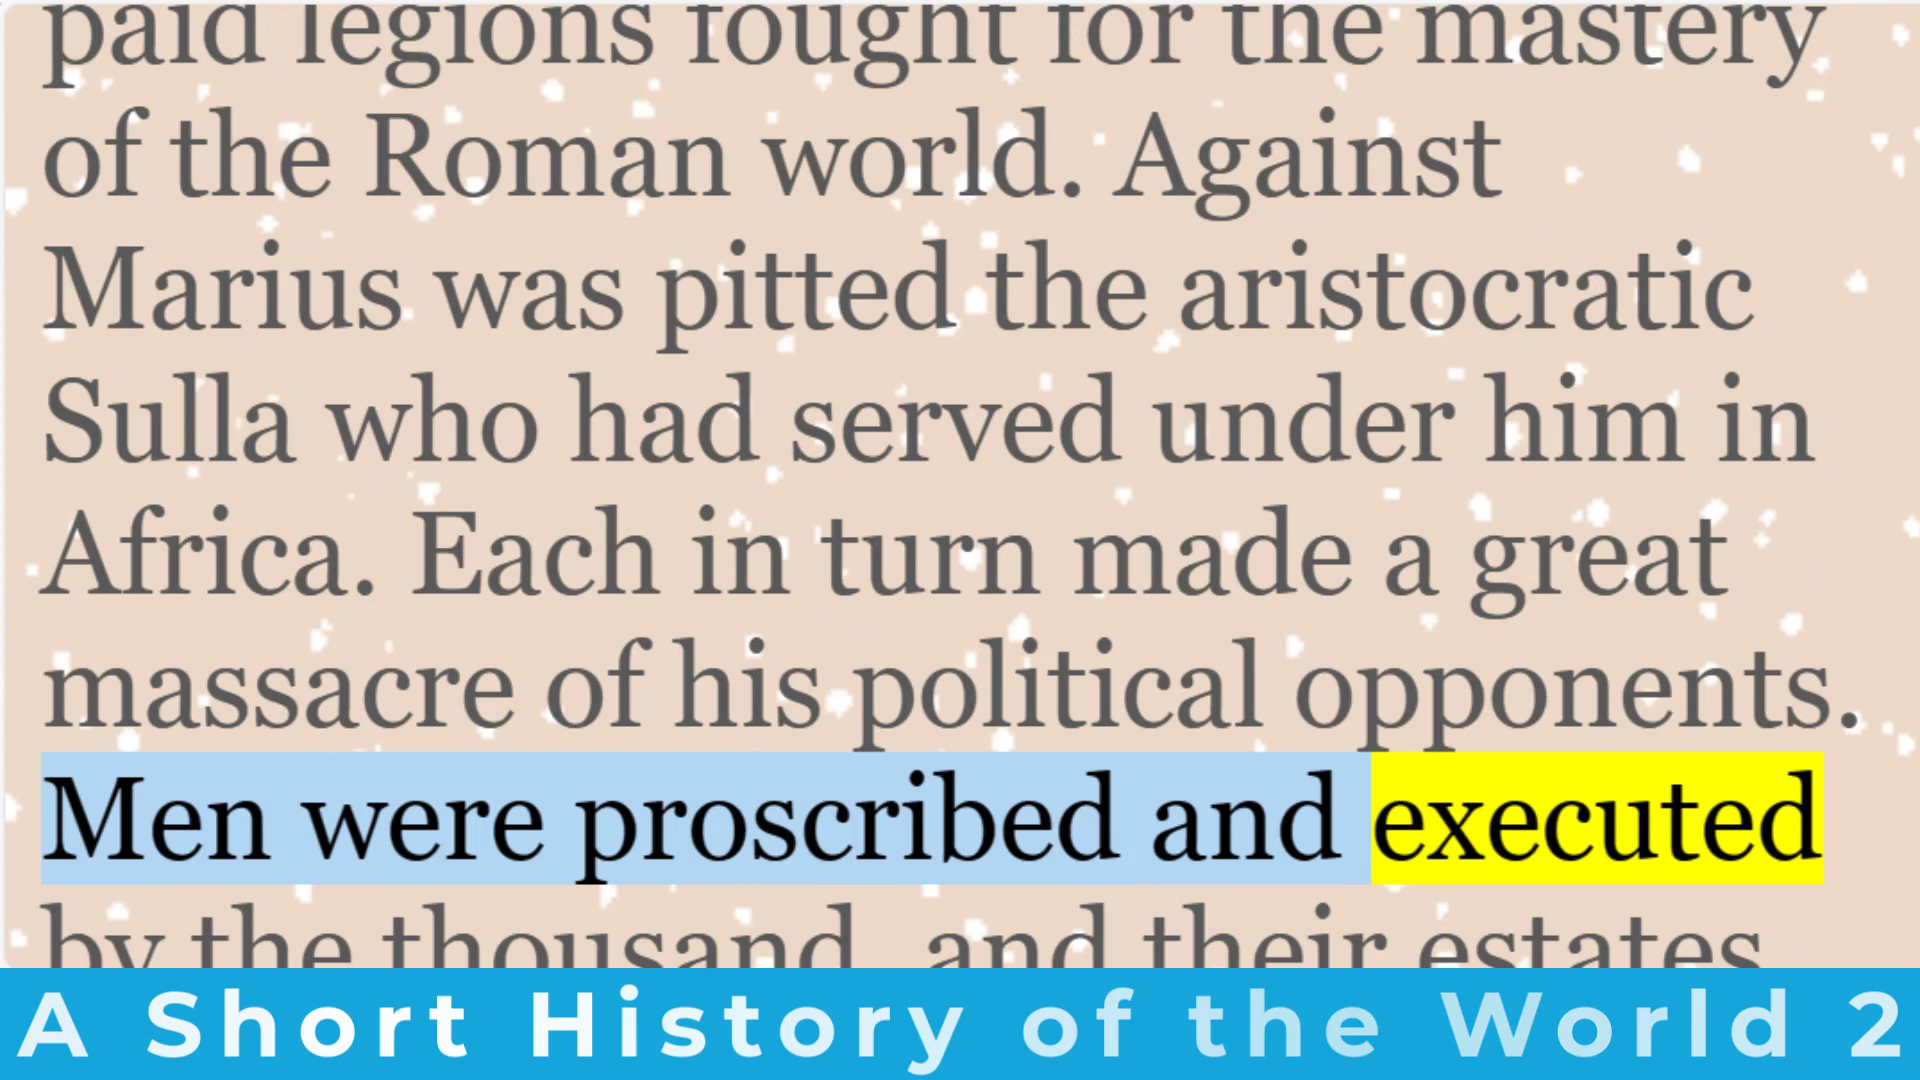 paid legions fought for the mastery
of the Roman world. Against
Marius was pitted the aristocratic
Sulla who had served under him in
Africa. Each in turn made a great
massacre of his political opponents.
Men were proscribed and executed
by the thousand, and their estates
A Short History of the World 2